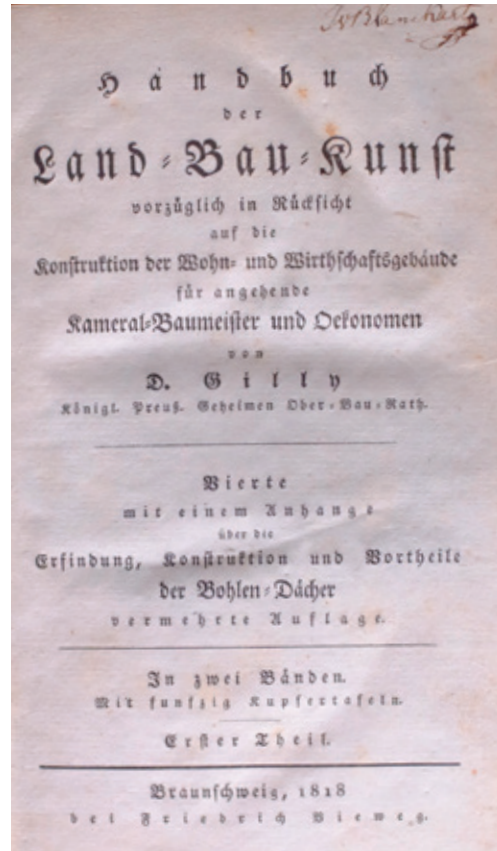 Handbuch
der
Land-Bau-Kunst
vorzüglich in Rücksicht
auf die
Konstruktion der Wohn- und Wirthschaftsgebäude
für angehende
Kameral-Baumeister und Oekonomen
von
D. Gilly
Königl. Preuß. Geheimen Ober-Bau-Rath.
Vierte
mit einem Anhange
über die
Erfindung, Konstruktion und Vortheile
der Bohlen-Dächer
vermehrte Auflage.
In zwei Bänden.
Mit funfzig Kupfertafeln.
Erster Theil.
Braunschweig, 1818
bei Friedrich Vieweg.